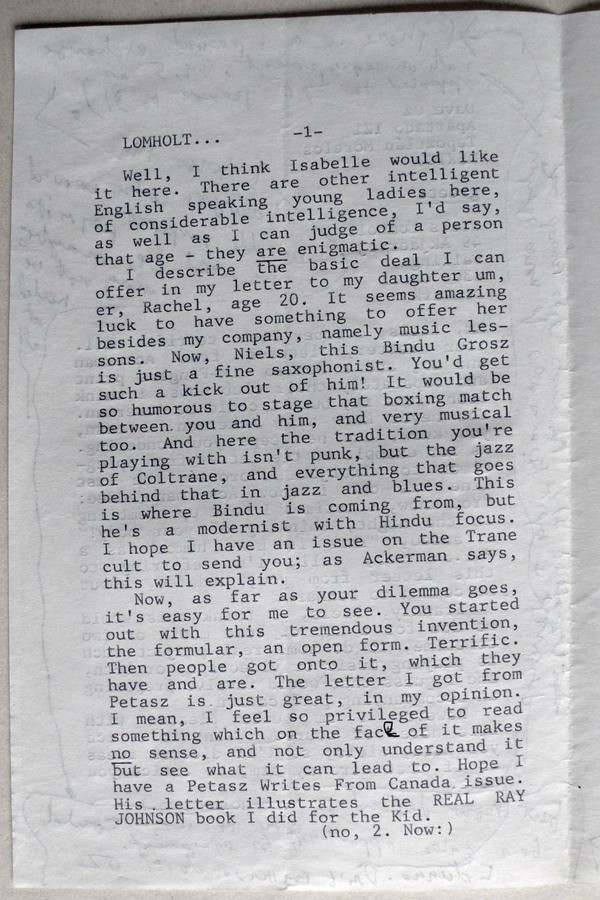 LOMHOLT... -1-
Well, I think Isabelle would like
it here. There are other intelligent
English speaking young ladies here,
of considerable intelligence, I'd say,
as well as I can judge of a person
that age - they are enigmatic.
I describe the basic deal I can
offer in my letter to my daughter um,
er, Rachel, age 20. It seems amazing
luck to have something to offer her
besides my company, namely music les-
sons. Now, Niels, this Bindu Grosz
is just a fine saxophonist. You'd get
such a kick out of him! It would be
so humorous to stage that boxing match
between you and him, and very musical
too. And here the tradition you're
playing with isn't punk, but the jazz
of Coltrane, and everything that goes
behind that in jazz and blues. This
is where Bindu is coming from, but
he's a modernist with Hindu focus.
I hope I have an issue on the Trane
cult to send you; as Ackerman says,
this will explain.
Now, as far as your dilemma goes,
it's easy for me to see. You started
out with this tremendous invention,
the formular, an open form. Terrific.
Then people got onto it, which they
have and are. The letter I got from
Petasz is just great, in my opinion.
I mean, I feel so privileged to read
something which on the face of it makes
no sense, and not only understand it
but see what it can lead to. Hope I
have a Petasz Writes From Canada issue.
His letter illustrates the REAL RAY
JOHNSON book I did for the Kid.
(no, 2. Now:)